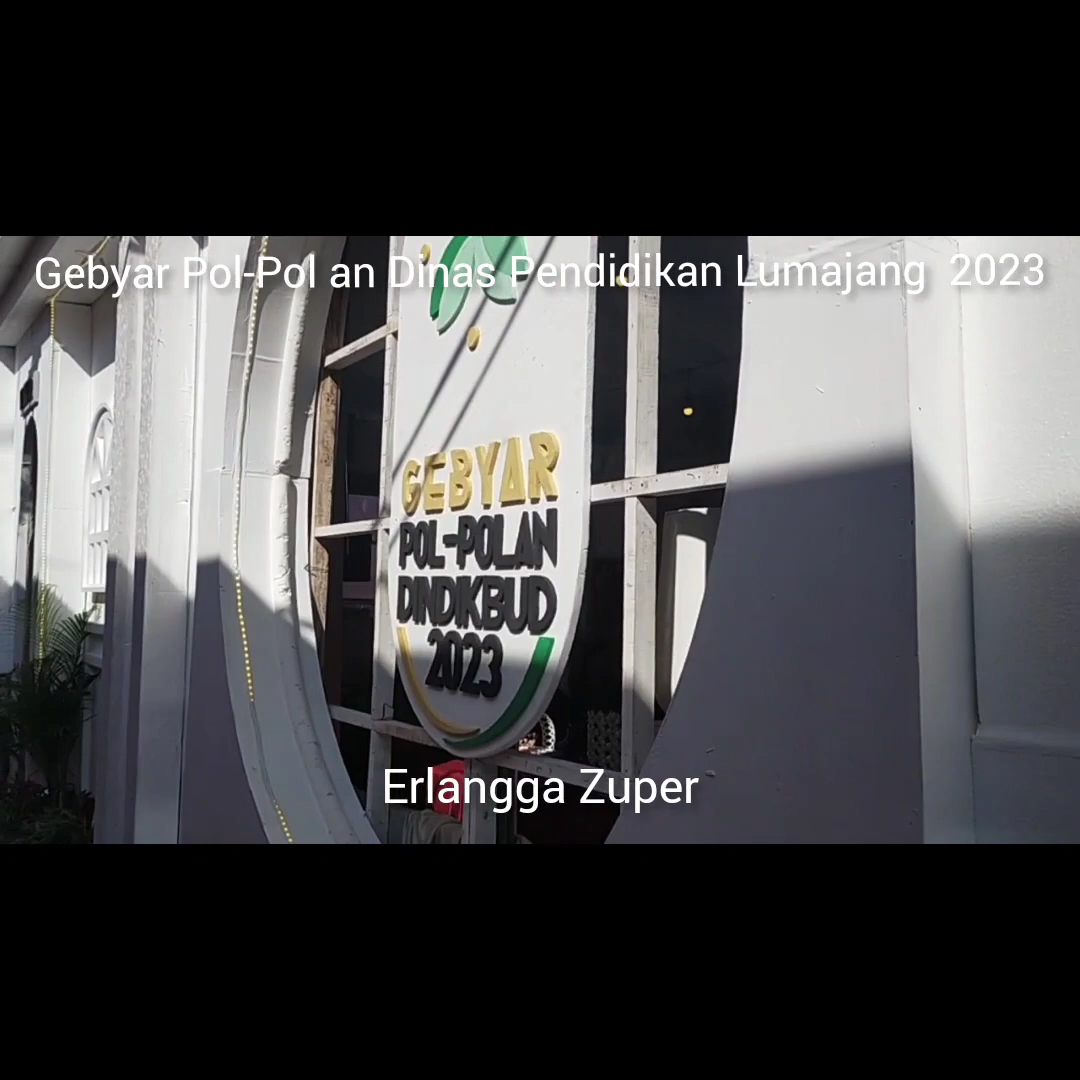 Gebyar Pol-Pol an Dinas Pendidikan Lumajang 2023
GEBYAR
POL-POLAN
DINDIKBUD
2023
Erlangga Zuper